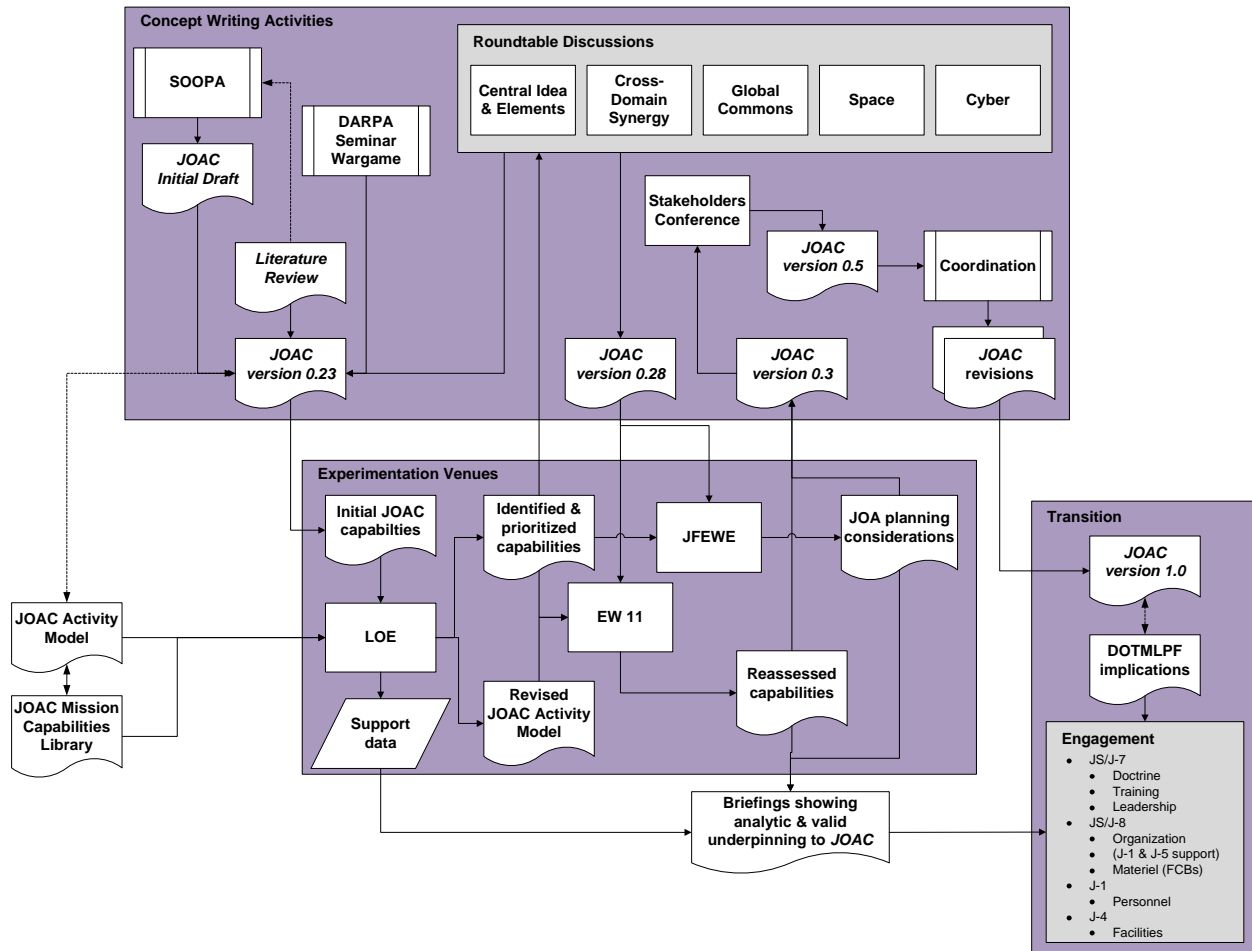 Concept Writing Activities
SOOPA
JOAC
Initial Draft
DARPA
Seminar
Wargame
Literature
Review
JOAC
version 0.23
Roundtable Discussions
Central Idea
& Elements
Cross-
Domain
Synergy
Global
Commons
Space
Cyber
Stakeholders
Conference
JOAC
version 0.5
Coordination
JOAC
version 0.28
JOAC
version 0.3
JOAC
revisions
Experimentation Venues
Initial JOAC
capabilties
Identified &
prioritized
capabilities
JFEWE
JOA planning
considerations
LOE
EW 11
Support
data
Revised
JOAC Activity
Model
Reassessed
capabilities
JOAC Activity
Model
JOAC Mission
Capabilities
Library
Briefings showing
analytic & valid
underpinning to JOAC
Transition
JOAC
version 1.0
DOTMLPF
implications
Engagement
• JS/J-7
• Doctrine
• Training
• Leadership
• JS/J-8
• Organization
• (J-1 & J-5 support)
• Materiel (FCBs)
• J-1
• Personnel
• J-4
• Facilities